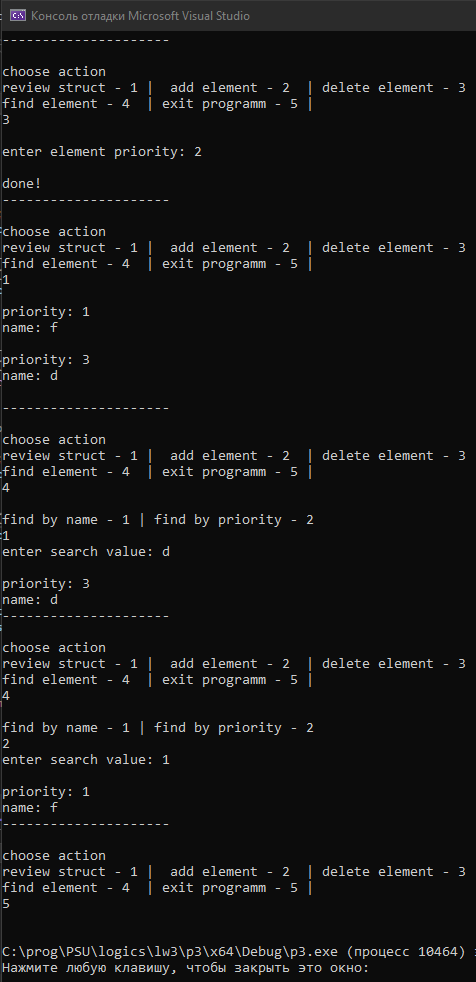 Консоль отладки Microsoft Visual Studio
---------------------
choose action
review struct - 1 |  add element - 2  | delete element - 3
find element - 4  | exit programm - 5 |
3
enter element priority: 2
done!
---------------------
choose action
review struct - 1 |  add element - 2  | delete element - 3
find element - 4  | exit programm - 5 |
1
priority: 1
name: f
priority: 3
name: d
---------------------
choose action
review struct - 1 |  add element - 2  | delete element - 3
find element - 4  | exit programm - 5 |
4
find by name - 1 | find by priority - 2
1
enter search value: d
priority: 3
name: d
---------------------
choose action
review struct - 1 |  add element - 2  | delete element - 3
find element - 4  | exit programm - 5 |
4
find by name - 1 | find by priority - 2
2
enter search value: 1
priority: 1
name: f
---------------------
choose action
review struct - 1 |  add element - 2  | delete element - 3
find element - 4  | exit programm - 5 |
5
C:\prog\PSU\logics\lw3\p3\x64\Debug\p3.exe (процесс 10464)
Нажмите любую клавишу, чтобы закрыть это окно: